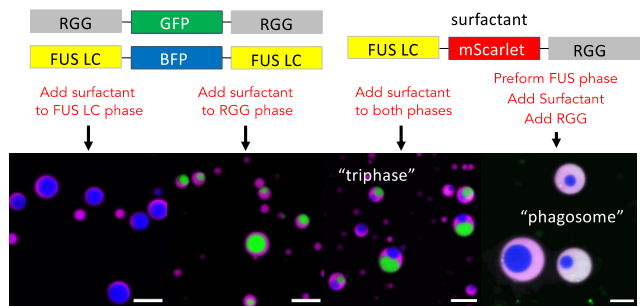 RGG GFP RGG
FUS LC BFP FUS LC
surfactant
FUS LC mScarlet RGG
Add surfactant
to FUS LC phase
Add surfactant
to RGG phase
Add surfactant
to both phases
Preform FUS phase
Add Surfactant
Add RGG
“triphase”
“phagosome”